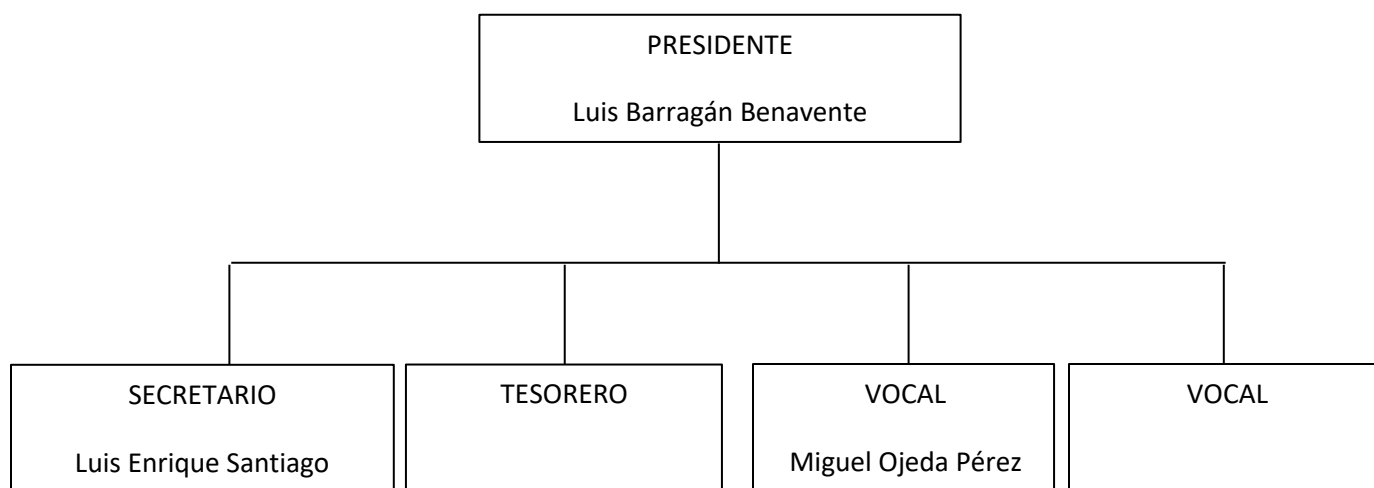 PRESIDENTE
Luis Barragán Benavente
SECRETARIO
Luis Enrique Santiago
TESORERO
VOCAL
Miguel Ojeda Pérez
VOCAL